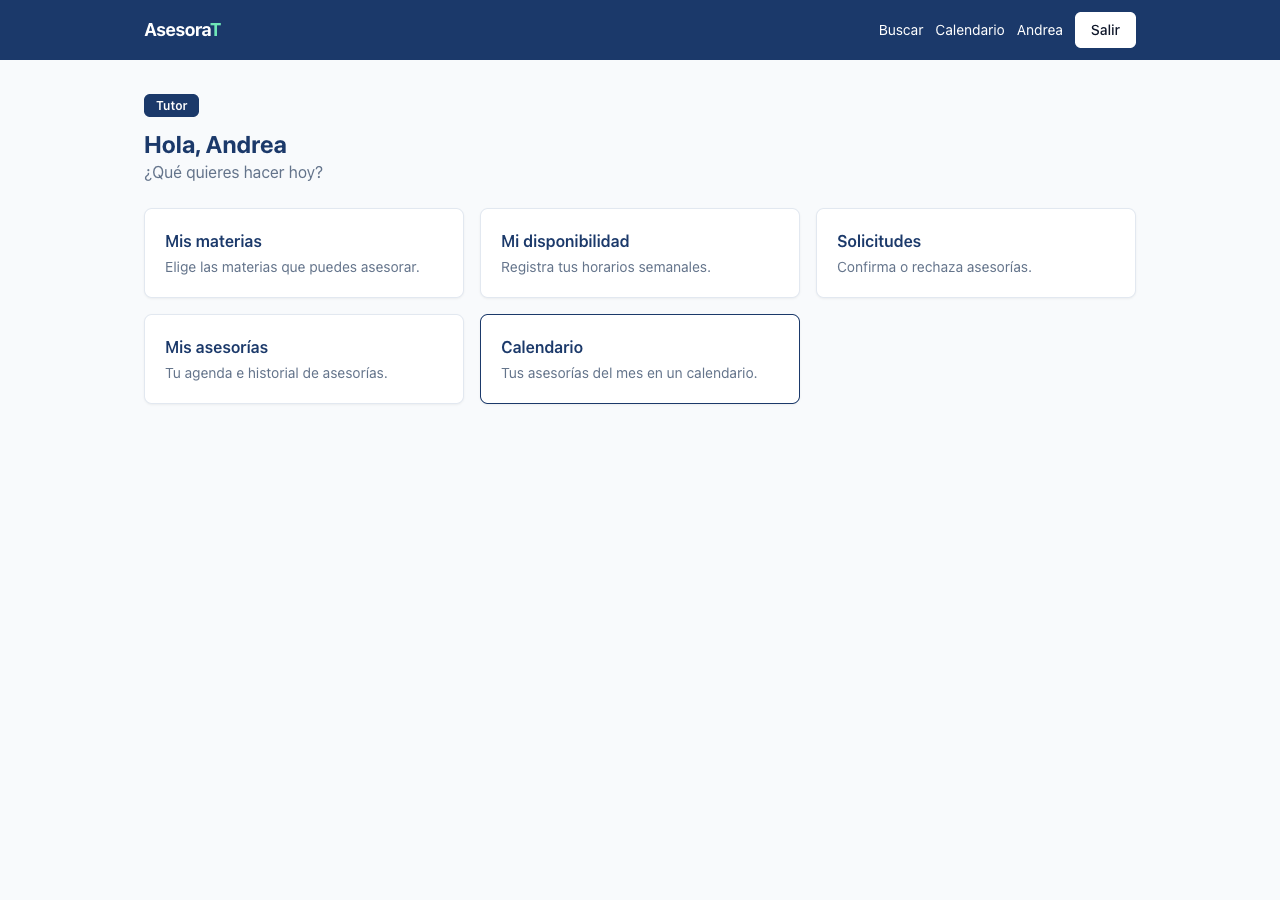 AsesoraT
Buscar Calendario Andrea Salir
Tutor
Hola, Andrea
¿Qué quieres hacer hoy?
Mis materias
Elige las materias que puedes asesorar.
Mi disponibilidad
Registra tus horarios semanales.
Solicitudes
Confirma o rechaza asesorías.
Mis asesorías
Tu agenda e historial de asesorías.
Calendario
Tus asesorías del mes en un calendario.